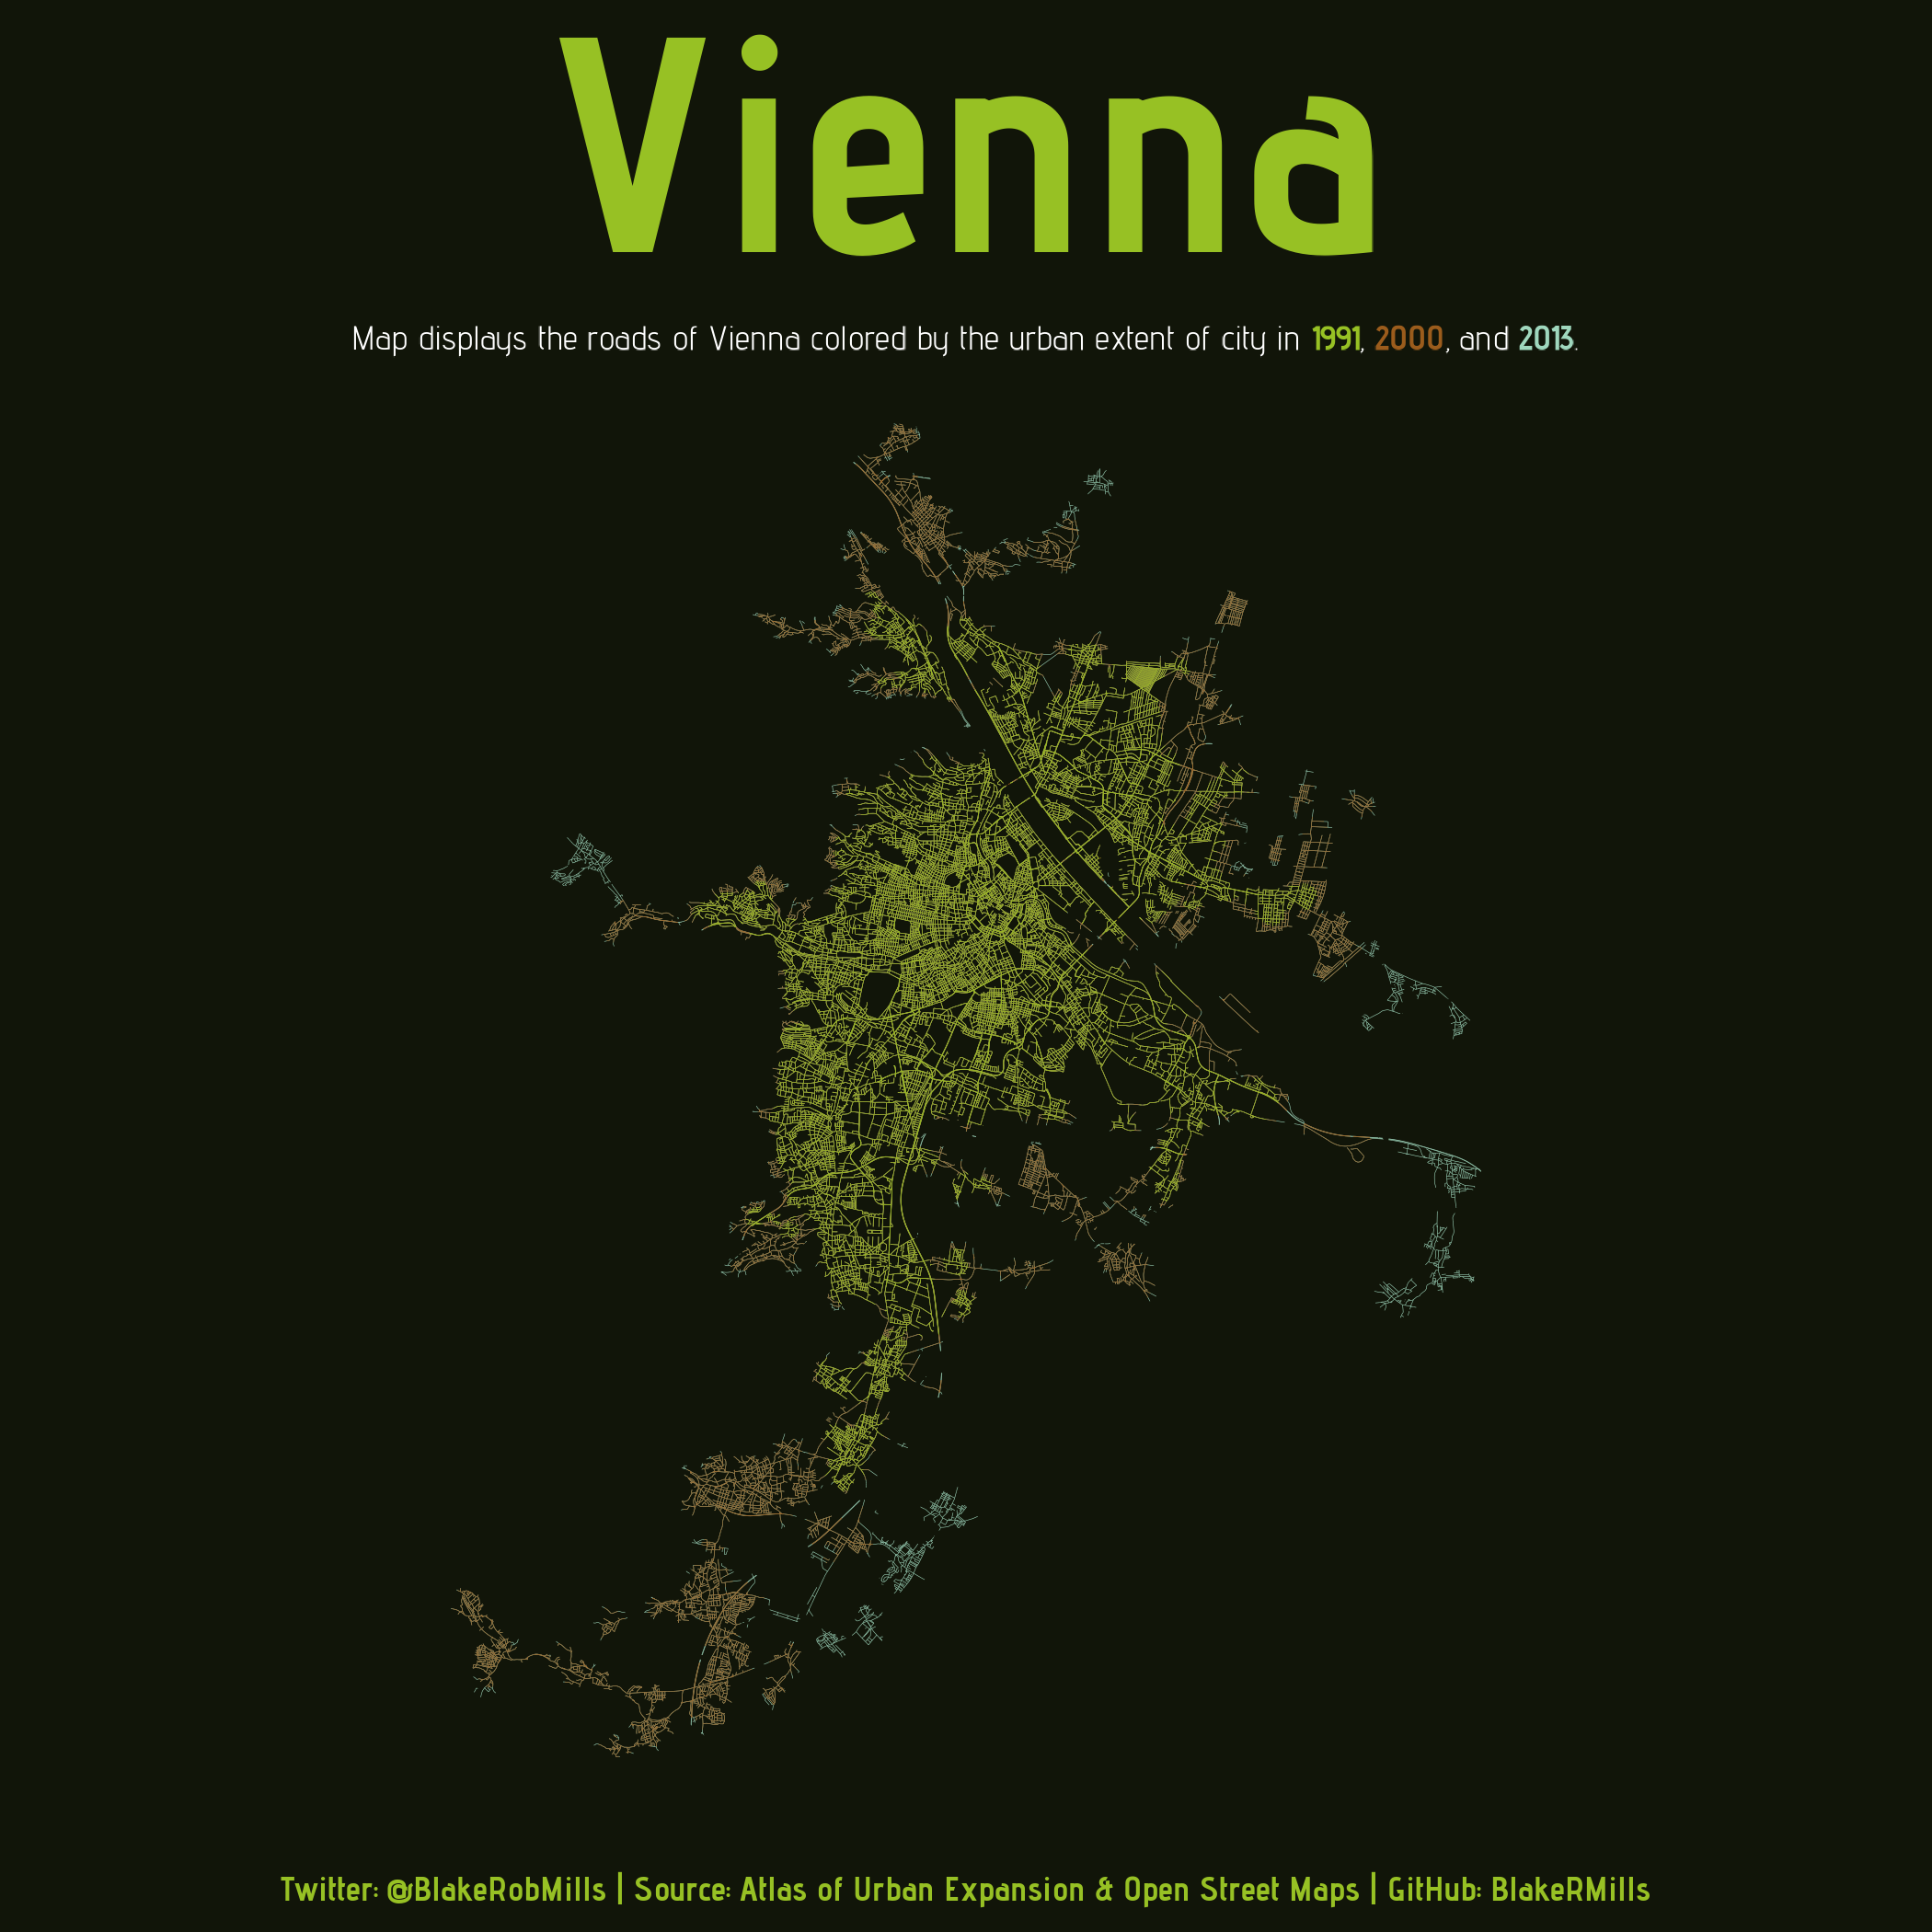 Vienna
Map displays the roads of Vienna colored by the urban extent of city in 1991, 2000, and 2013.
Twitter: @BlakeRobMills | Source: Atlas of Urban Expansion & Open Street Maps | GitHub: BlakeRMills